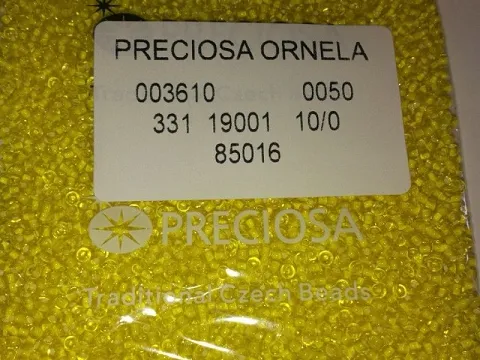 PRECIOSA ORNELA
003610 0050
331 19001 10/0
85016
PRECIOSA
Traditional Czech Beads